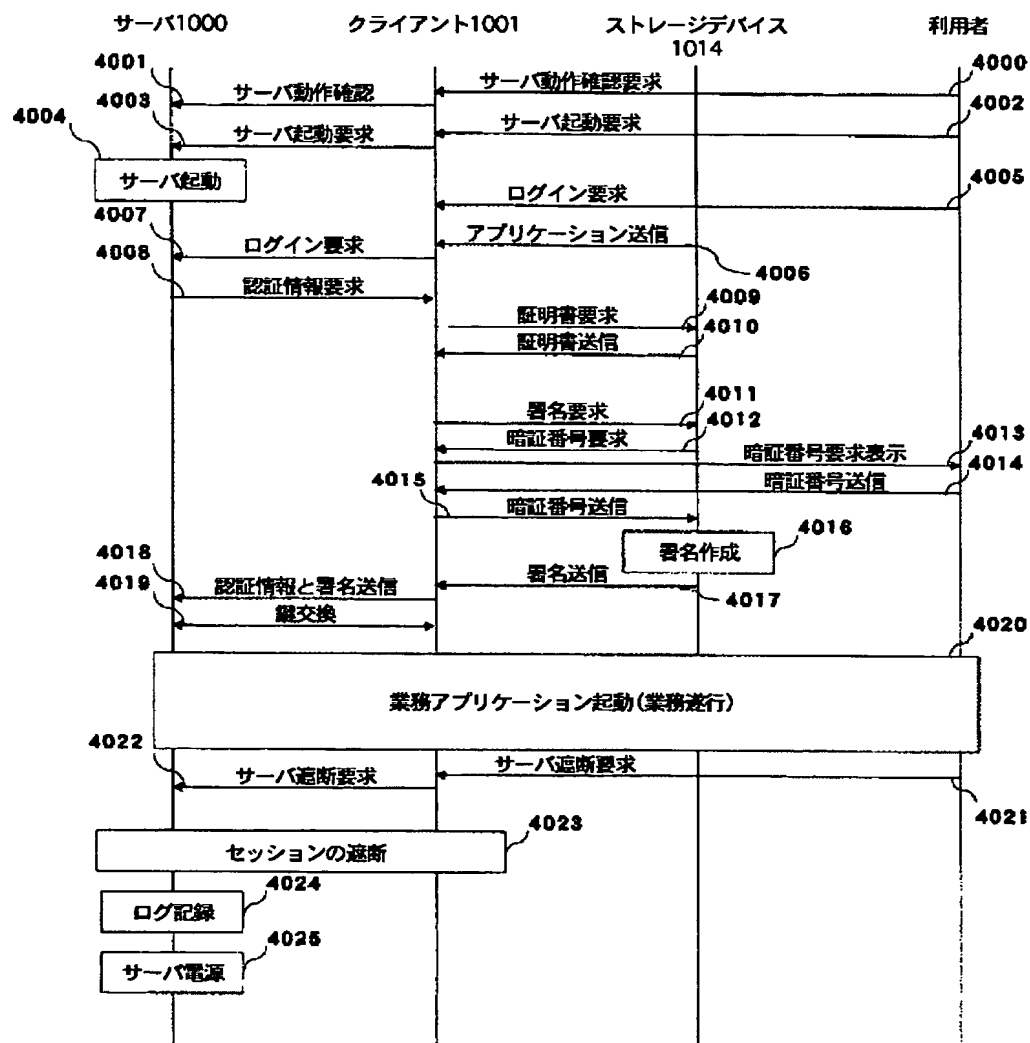 サーバ1000
クライアント1001
ストレージデバイス
1014
利用者
4001
サーバ動作確認
サーバ動作確認要求
4000
4003
サーバ起動要求
サーバ起動要求
4002
4004
サーバ起動
ログイン要求
4005
4007
ログイン要求
アプリケーション送信
4006
4008
認証情報要求
証明書要求
4009
証明書送信
4010
署名要求
4011
暗証番号要求
4012
暗証番号要求表示
4013
暗証番号送信
4014
4015
暗証番号送信
署名作成
4016
4018
認証情報と署名送信
署名送信
4017
4019
鍵交換
4020
業務アプリケーション起動(業務遂行)
4022
サーバ遮断要求
サーバ遮断要求
4021
セッションの遮断
4023
ログ記録
4024
サーバ電源
4025